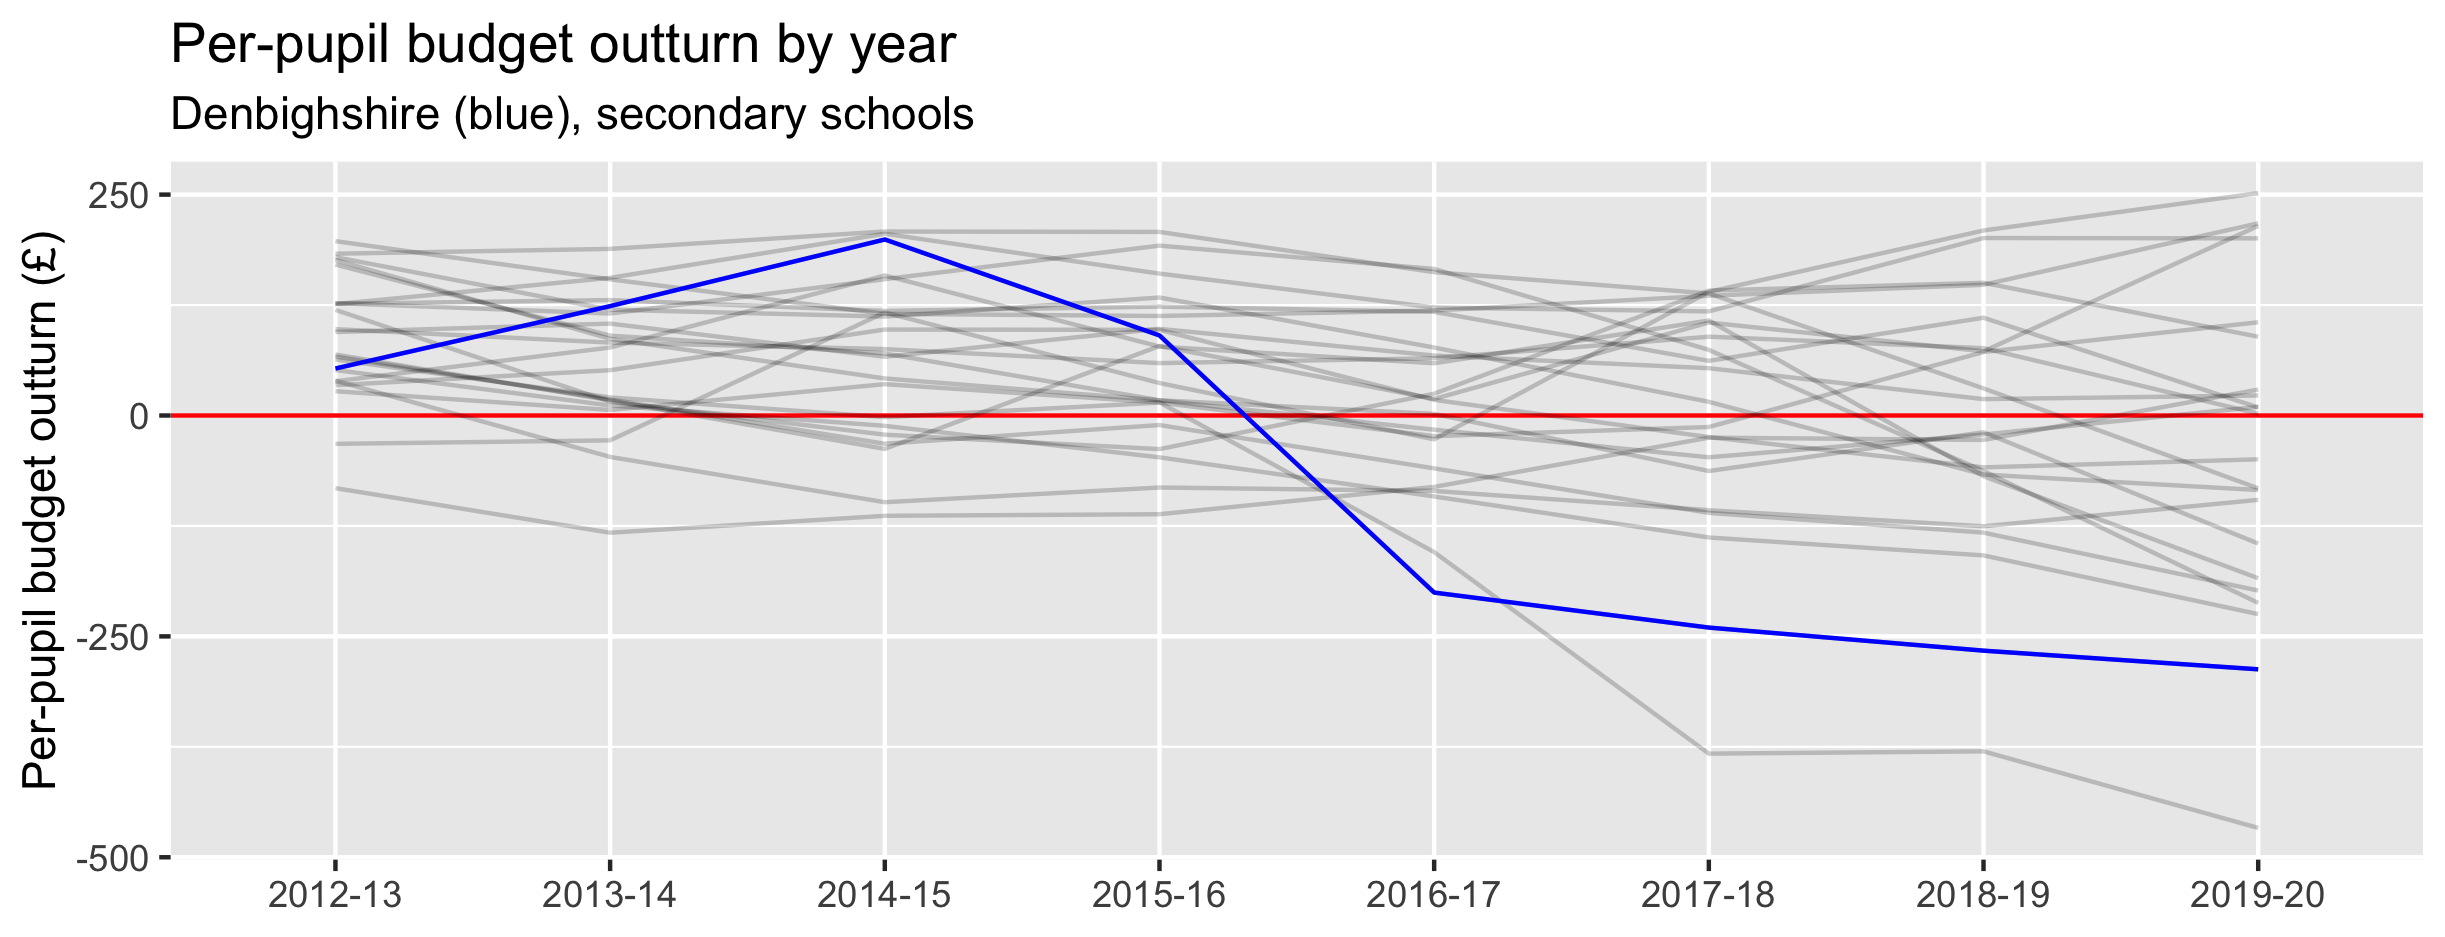 Per-pupil budget outturn by year
Denbighshire (blue), secondary schools
Per-pupil budget outturn (£)
250
0
-250
-500
2012-13 2013-14 2014-15 2015-16 2016-17 2017-18 2018-19 2019-20